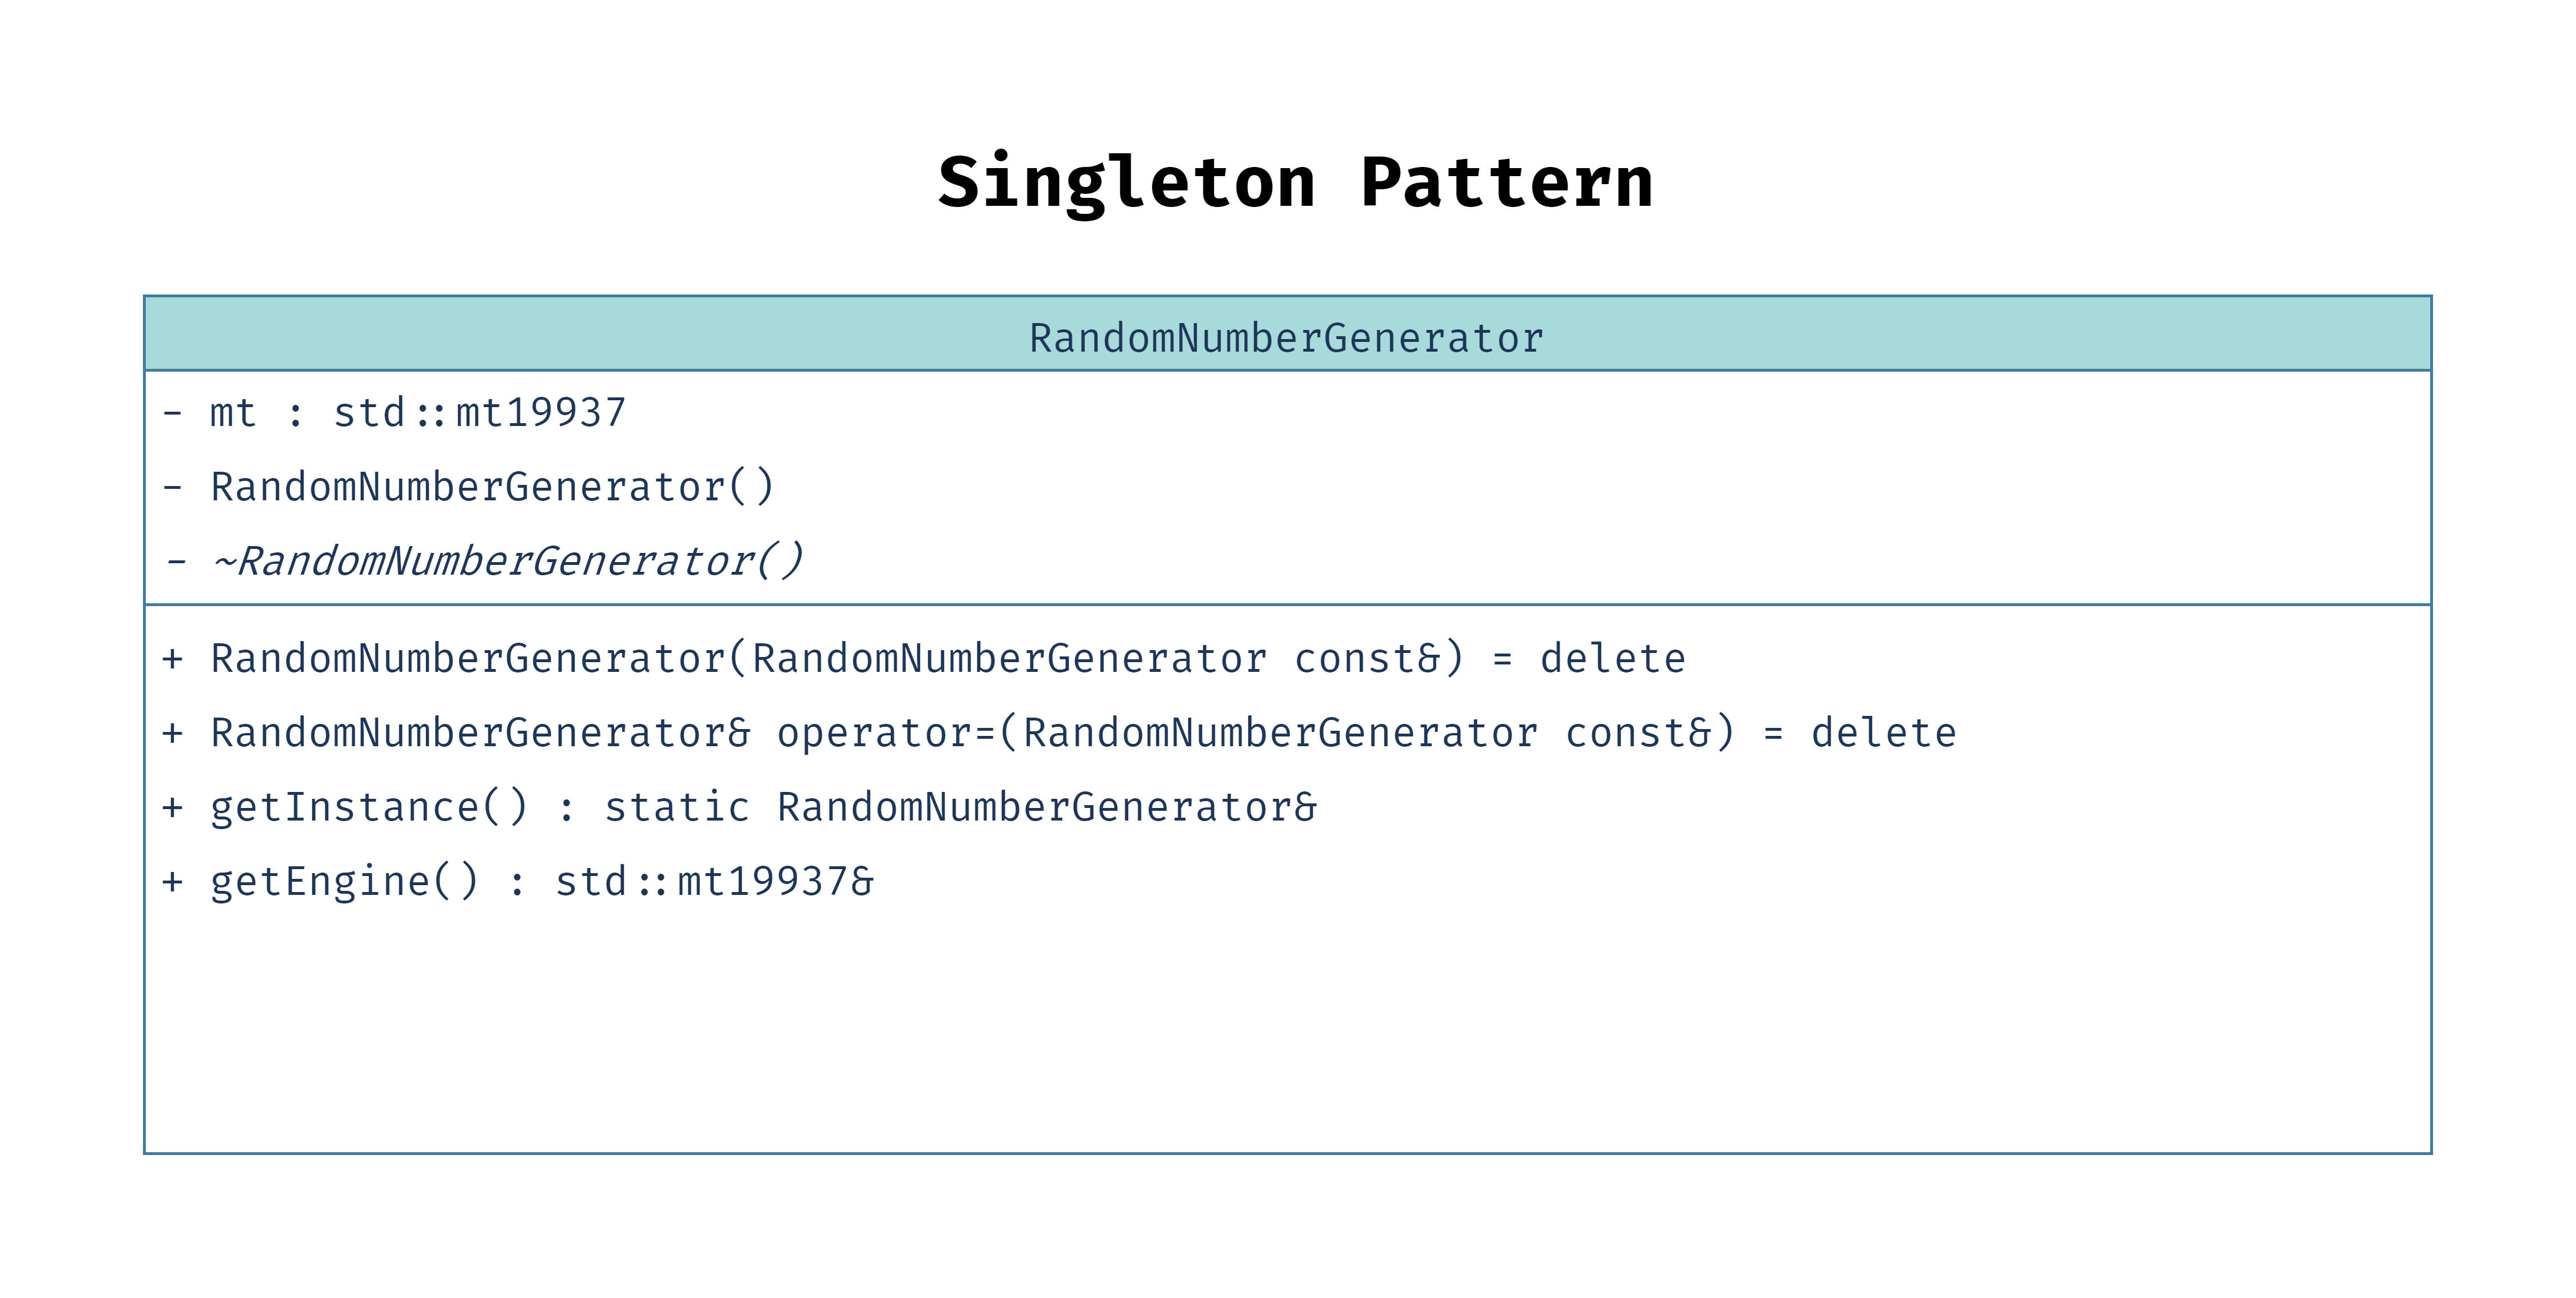 Singleton Pattern
RandomNumberGenerator
- mt : std::mt19937
- RandomNumberGenerator()
- ~RandomNumberGenerator()
+ RandomNumberGenerator(RandomNumberGenerator const&) = delete
+ RandomNumberGenerator& operator=(RandomNumberGenerator const&) = delete
+ getInstance() : static RandomNumberGenerator&
+ getEngine() : std::mt19937&